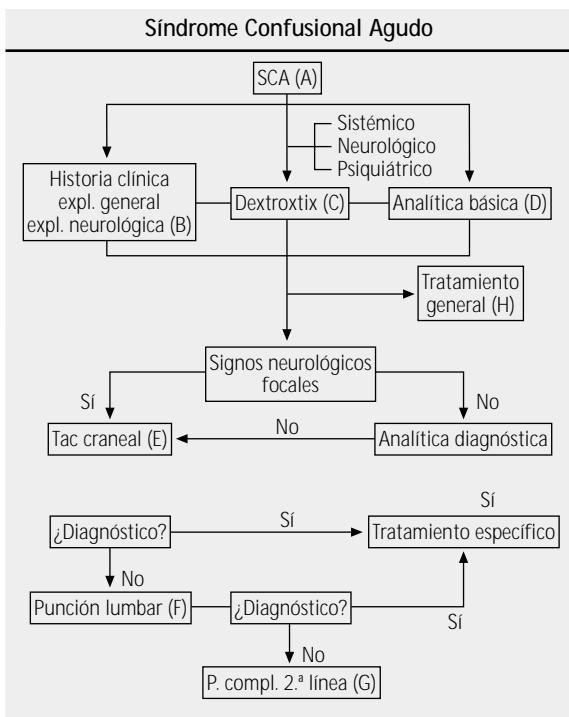 Síndrome Confusional Agudo
SCA (A)
Sistémico
Neurológico
Psiquiátrico
Historia clínica
expl. general
expl. neurológica (B)
Dextroxtix (C)
Analítica básica (D)
Tratamiento
general (H)
Signos neurológicos
focales
Sí
No
Tac craneal (E)
No
Analítica diagnóstica
Sí
¿Diagnóstico?
Sí
Tratamiento específico
No
Punción lumbar (F)
¿Diagnóstico?
Sí
No
P. compl. 2.ª línea (G)